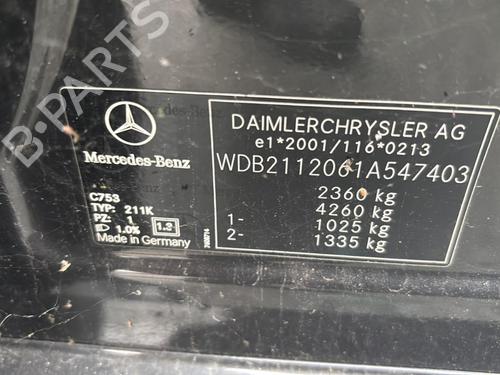 B-PARTS
Mercedes-Benz
C753
TYP: 211K
PZ: 1
1.0% 1.3
Made in Germany
DAIMLERCHRYSLER AG
e1*2001/116*0213
WDB2112061A547403
2360 kg
4260 kg
1- 1025 kg
2- 1335 kg